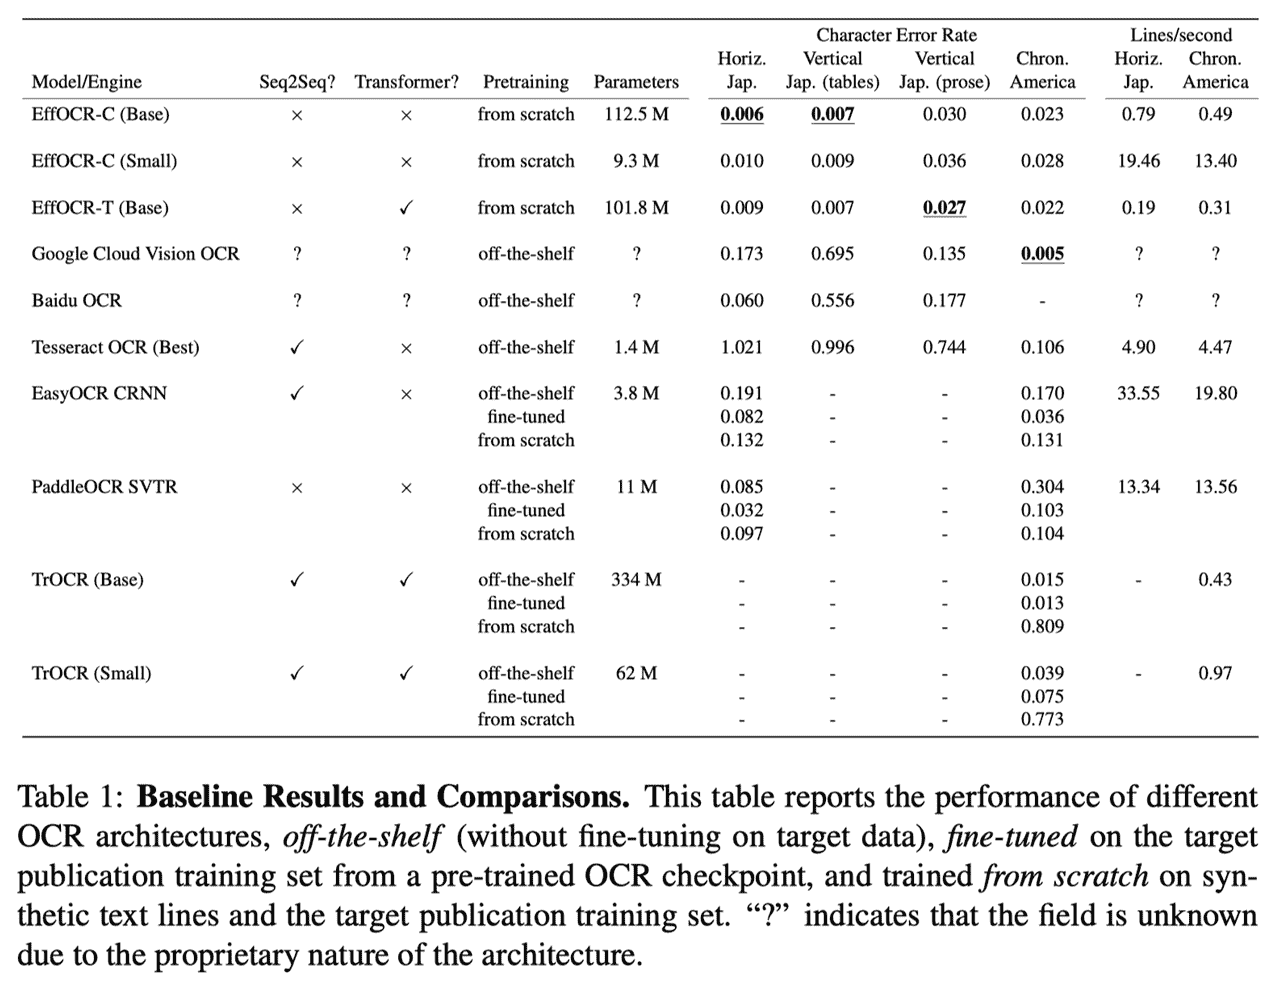 Character Error Rate Lines/second
Horiz. Vertical Vertical Chron. Horiz. Chron.
Model/Engine Seq2Seq? Transformer? Pretraining Parameters Jap. Jap. (tables) Jap. (prose) America Jap. America
EffOCR-C (Base) × × from scratch 112.5 M 0.006 0.007 0.030 0.023 0.79 0.49
EffOCR-C (Small) × × from scratch 9.3 M 0.010 0.009 0.036 0.028 19.46 13.40
EffOCR-T (Base) × ✓ from scratch 101.8 M 0.009 0.007 0.027 0.022 0.19 0.31
Google Cloud Vision OCR ? ? off-the-shelf ? 0.173 0.695 0.135 0.005 ? ?
Baidu OCR ? ? off-the-shelf ? 0.060 0.556 0.177 - ? ?
Tesseract OCR (Best) ✓ × off-the-shelf 1.4 M 1.021 0.996 0.744 0.106 4.90 4.47
EasyOCR CRNN ✓ × off-the-shelf 3.8 M 0.191 - - 0.170 33.55 19.80
fine-tuned 0.082 - - 0.036
from scratch 0.132 - - 0.131
PaddleOCR SVTR × × off-the-shelf 11 M 0.085 - - 0.304 13.34 13.56
fine-tuned 0.032 - - 0.103
from scratch 0.097 - - 0.104
TrOCR (Base) ✓ ✓ off-the-shelf 334 M - - - 0.015 - 0.43
fine-tuned - - - 0.013
from scratch - - - 0.809
TrOCR (Small) ✓ ✓ off-the-shelf 62 M - - - 0.039 - 0.97
fine-tuned - - - 0.075
from scratch - - - 0.773
Table 1: Baseline Results and Comparisons. This table reports the performance of different
OCR architectures, off-the-shelf (without fine-tuning on target data), fine-tuned on the target
publication training set from a pre-trained OCR checkpoint, and trained from scratch on syn-
thetic text lines and the target publication training set. “?” indicates that the field is unknown
due to the proprietary nature of the architecture.